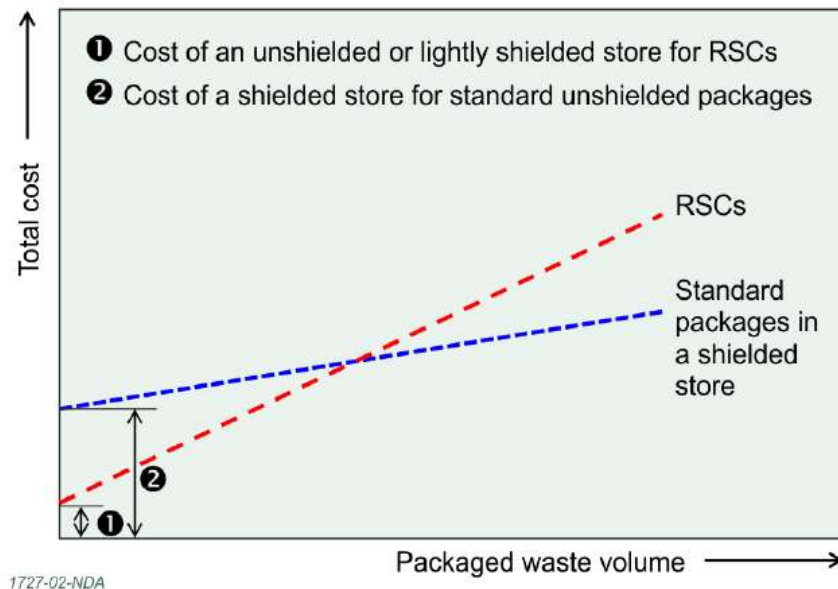 ❶ Cost of an unshielded or lightly shielded store for RSCs
❷ Cost of a shielded store for standard unshielded packages
Total cost
RSCs
Standard
packages in
a shielded
store
❷
❶
Packaged waste volume
1727-02-NDA